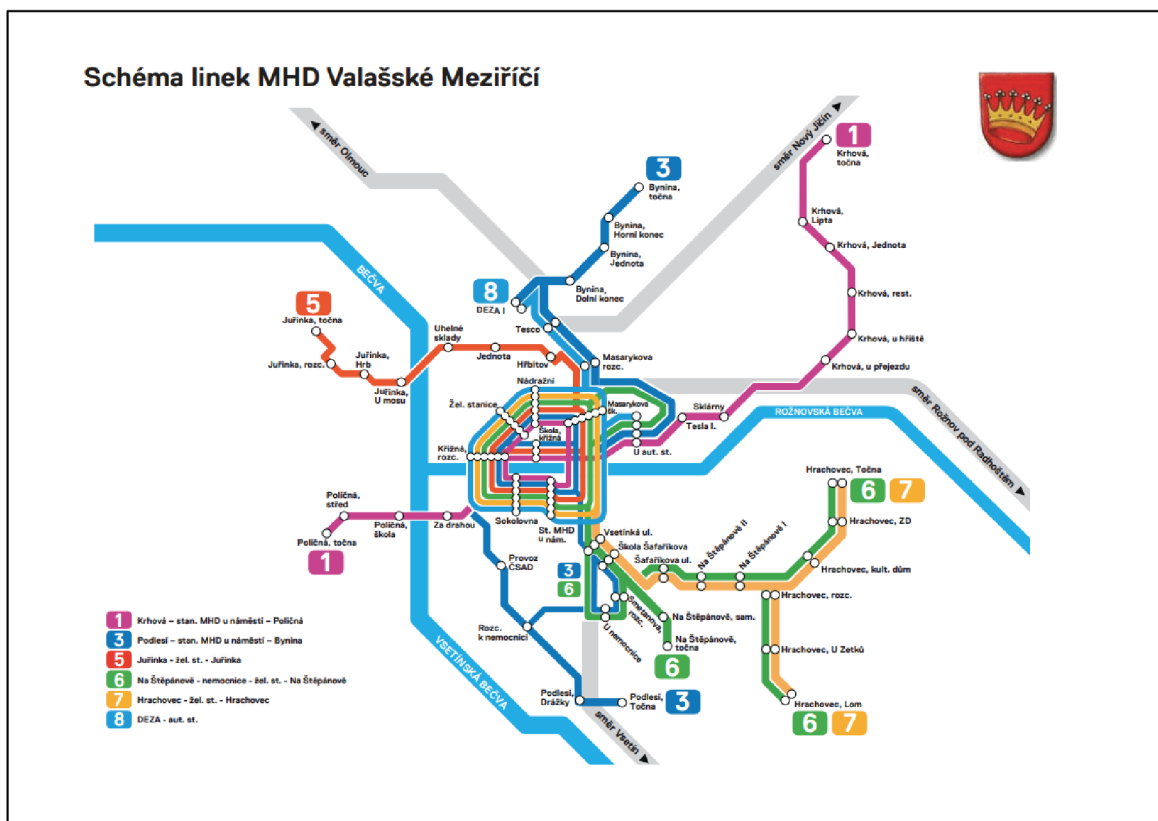 Schéma linek MHD Valašské Meziříčí
směr Olmouc
směr Nový Jičín
1
Krhová,
točna
3
Bynina,
točna
Krhová,
Lipta
Bynina,
Horní konec
Krhová, Jednota
Bynina,
Jednota
BEČVA
8
DEZA I
Bynina,
Dolní konec
Krhová, rest.
5
Juřinka, točna
Uhelné
sklady
Tesco
Krhová, u hřiště
Juřinka, rozc.
Juřinka,
Hrb
Jednota
Hřbitov
Masarykova
rozc.
Krhová, u přejezdu
Juřinka,
U mosu
Nádražní
směr Rožnov pod Radhoštěm
Žel. stanice
Masarykova
šk.
Sklárny
Tesla I.
ROŽNOVSKÁ BEČVA
Škola,
křižná
Křižná,
rozc.
U aut. st.
Hrachovec, Točna
6
7
Poličná,
střed
Poličná,
škola
Za drahou
Poličná, točna
1
Sokolovna
St. MHD
u nám.
Vsetínká ul.
Škola Šafaříkova
Šafaříkova ul.
Na Štěpánově II
Na Štěpánově I
Hrachovec, ZD
Hrachovec, kult. dům
Provoz
ČSAD
3
6
Smetanova,
rozc.
Hrachovec, rozc.
Na Štěpánově, sam.
Rozc.
k nemocnici
U nemocnice
Na Štěpánově,
točna
6
Hrachovec, U Zetků
VSETÍNSKÁ BEČVA
Podlesí,
Drážky
Podlesí,
Točna
3
Hrachovec, Lom
6
7
směr Vsetín
1 Krhová – stan. MHD u náměstí – Poličná
3 Podlesí – stan. MHD u náměstí – Bynina
5 Juřinka - žel. st. - Juřinka
6 Na Štěpánově - nemocnice - žel. st. - Na Štěpánově
7 Hrachovec - žel. st. - Hrachovec
8 DEZA - aut. st.